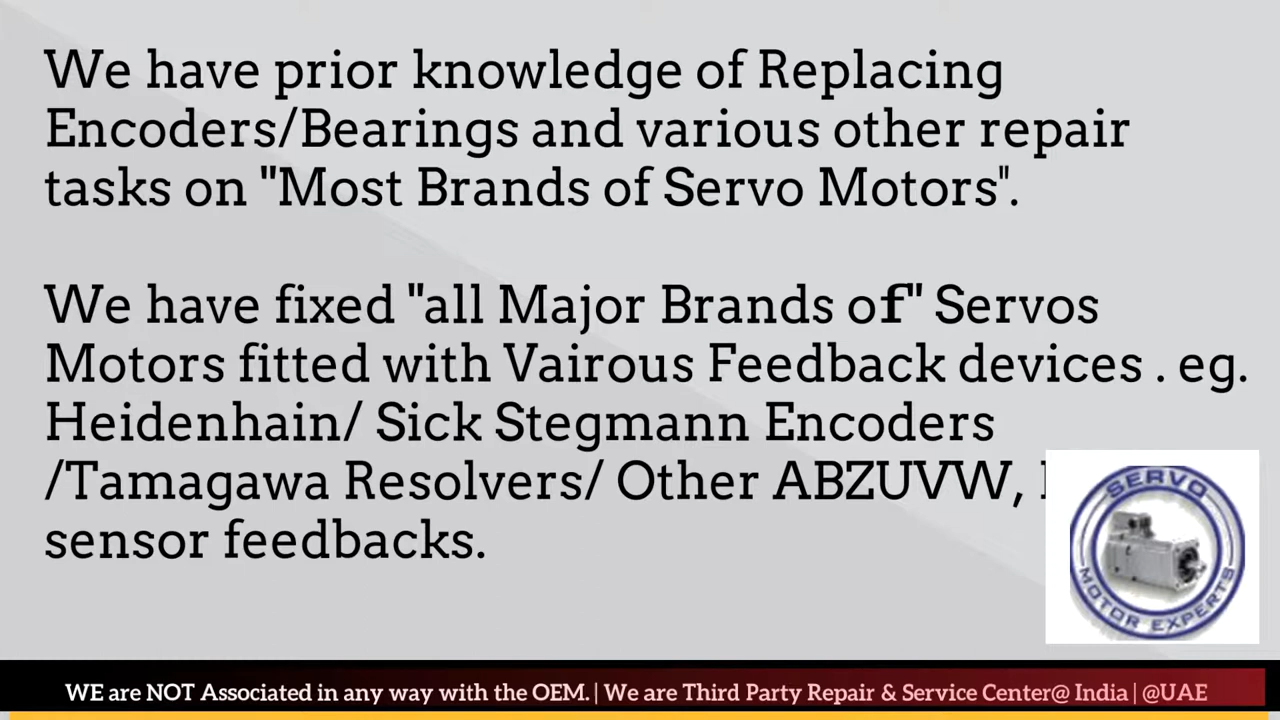 We have prior knowledge of Replacing
Encoders/Bearings and various other repair
tasks on "Most Brands of Servo Motors".
We have fixed "all Major Brands of" Servos
Motors fitted with Vairous Feedback devices . eg.
Heidenhain/ Sick Stegmann Encoders
/Tamagawa Resolvers/ Other ABZUVW,
sensor feedbacks.
SERVO
MOTOR EXPERTS
WE are NOT Associated in any way with the OEM. | We are Third Party Repair & Service Center@ India | @UAE